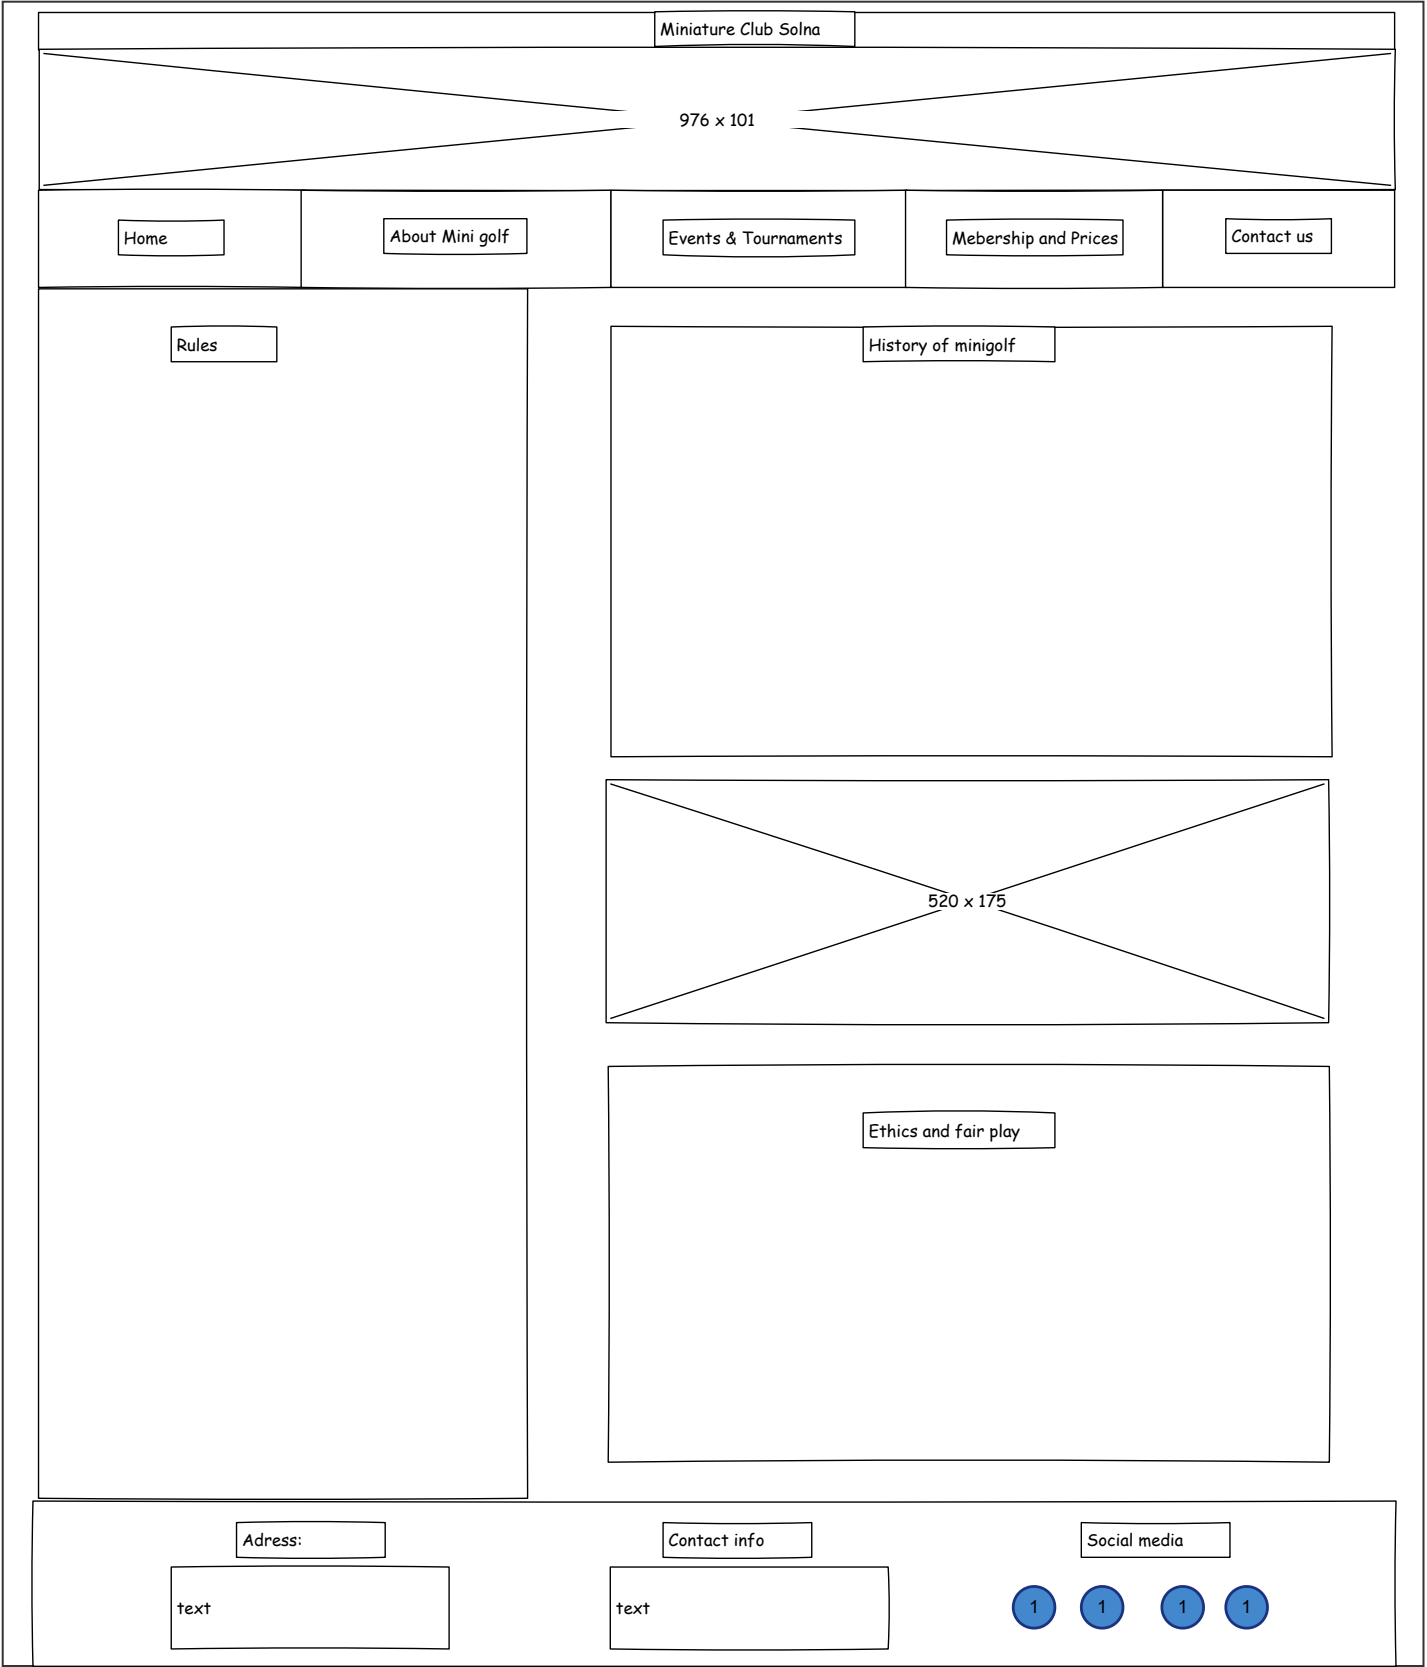 Miniature Club Solna
976 x 101
Home
About Mini golf
Events & Tournaments
Mebership and Prices
Contact us
Rules
History of minigolf
520 x 175
Ethics and fair play
Adress:
Contact info
Social media
text
text
1
1
1
1